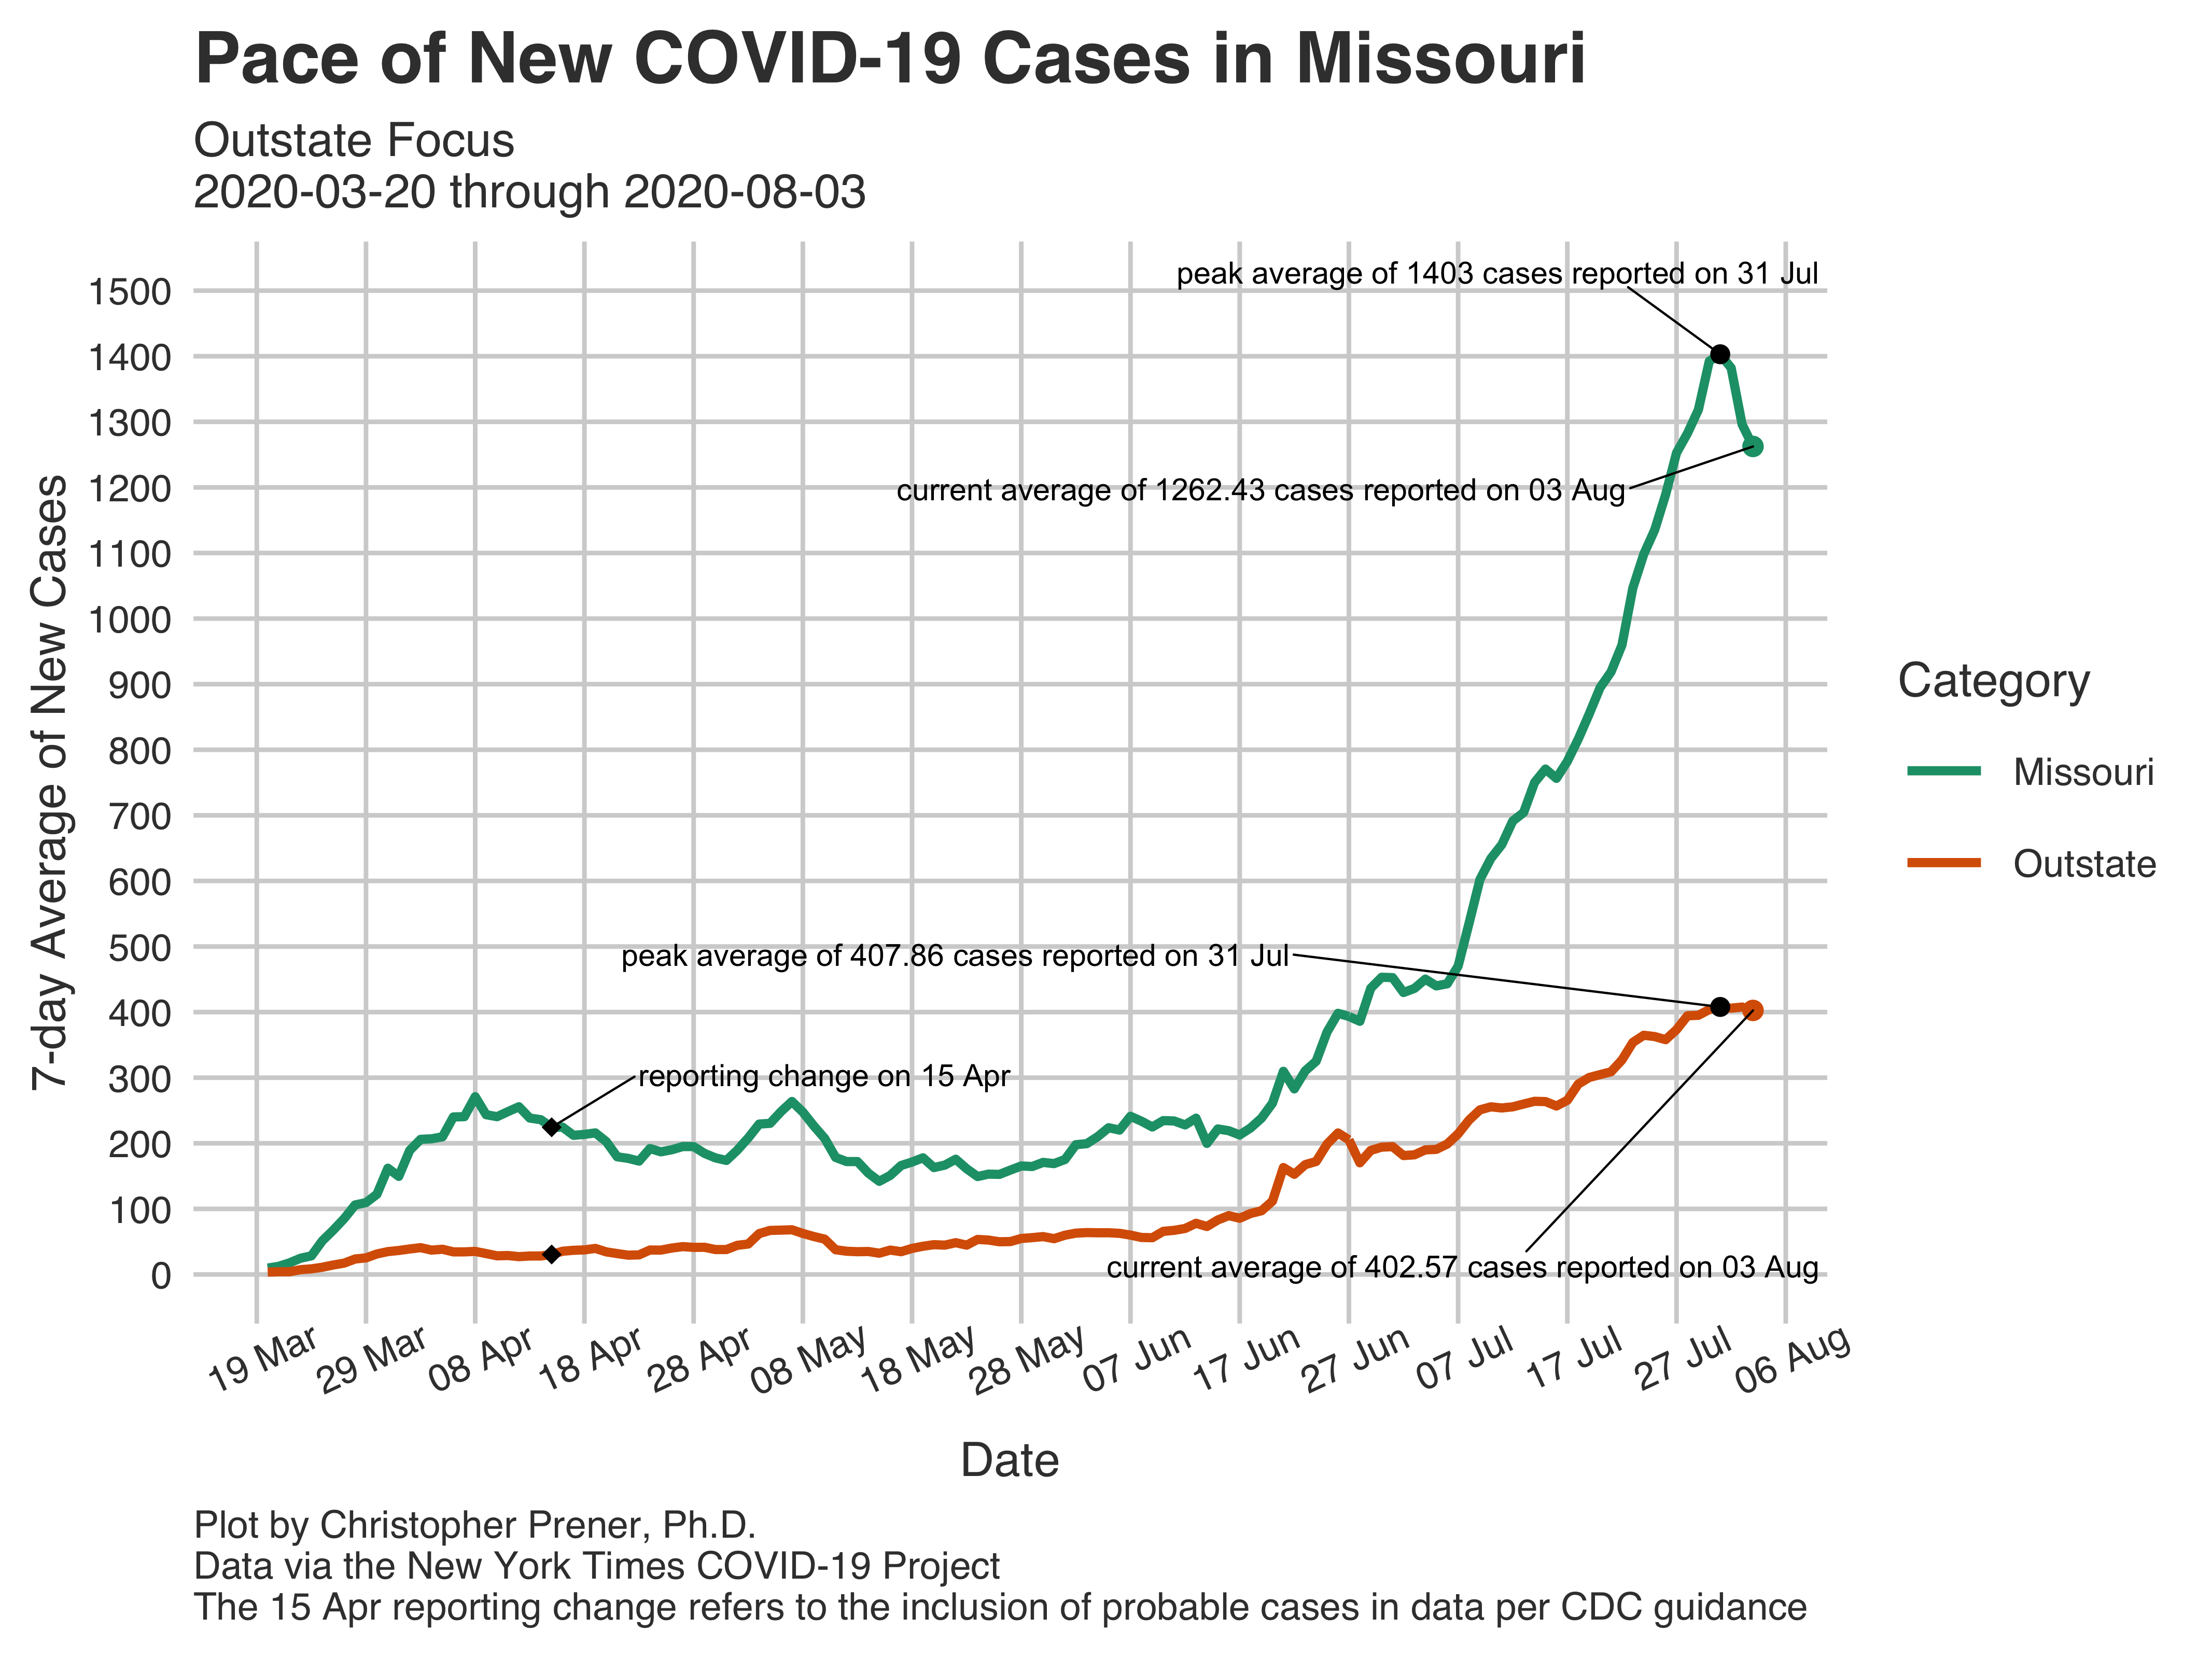 Pace of New COVID-19 Cases in Missouri
Outstate Focus
2020-03-20 through 2020-08-03
7-day Average of New Cases
1500
1400
1300
1200
1100
1000
900
800
700
600
500
400
300
200
100
0
peak average of 1403 cases reported on 31 Jul
current average of 1262.43 cases reported on 03 Aug
peak average of 407.86 cases reported on 31 Jul
reporting change on 15 Apr
current average of 402.57 cases reported on 03 Aug
19 Mar
29 Mar
08 Apr
18 Apr
28 Apr
08 May
18 May
28 May
07 Jun
17 Jun
27 Jun
07 Jul
17 Jul
27 Jul
06 Aug
Date
Category
Missouri
Outstate
Plot by Christopher Prener, Ph.D.
Data via the New York Times COVID-19 Project
The 15 Apr reporting change refers to the inclusion of probable cases in data per CDC guidance